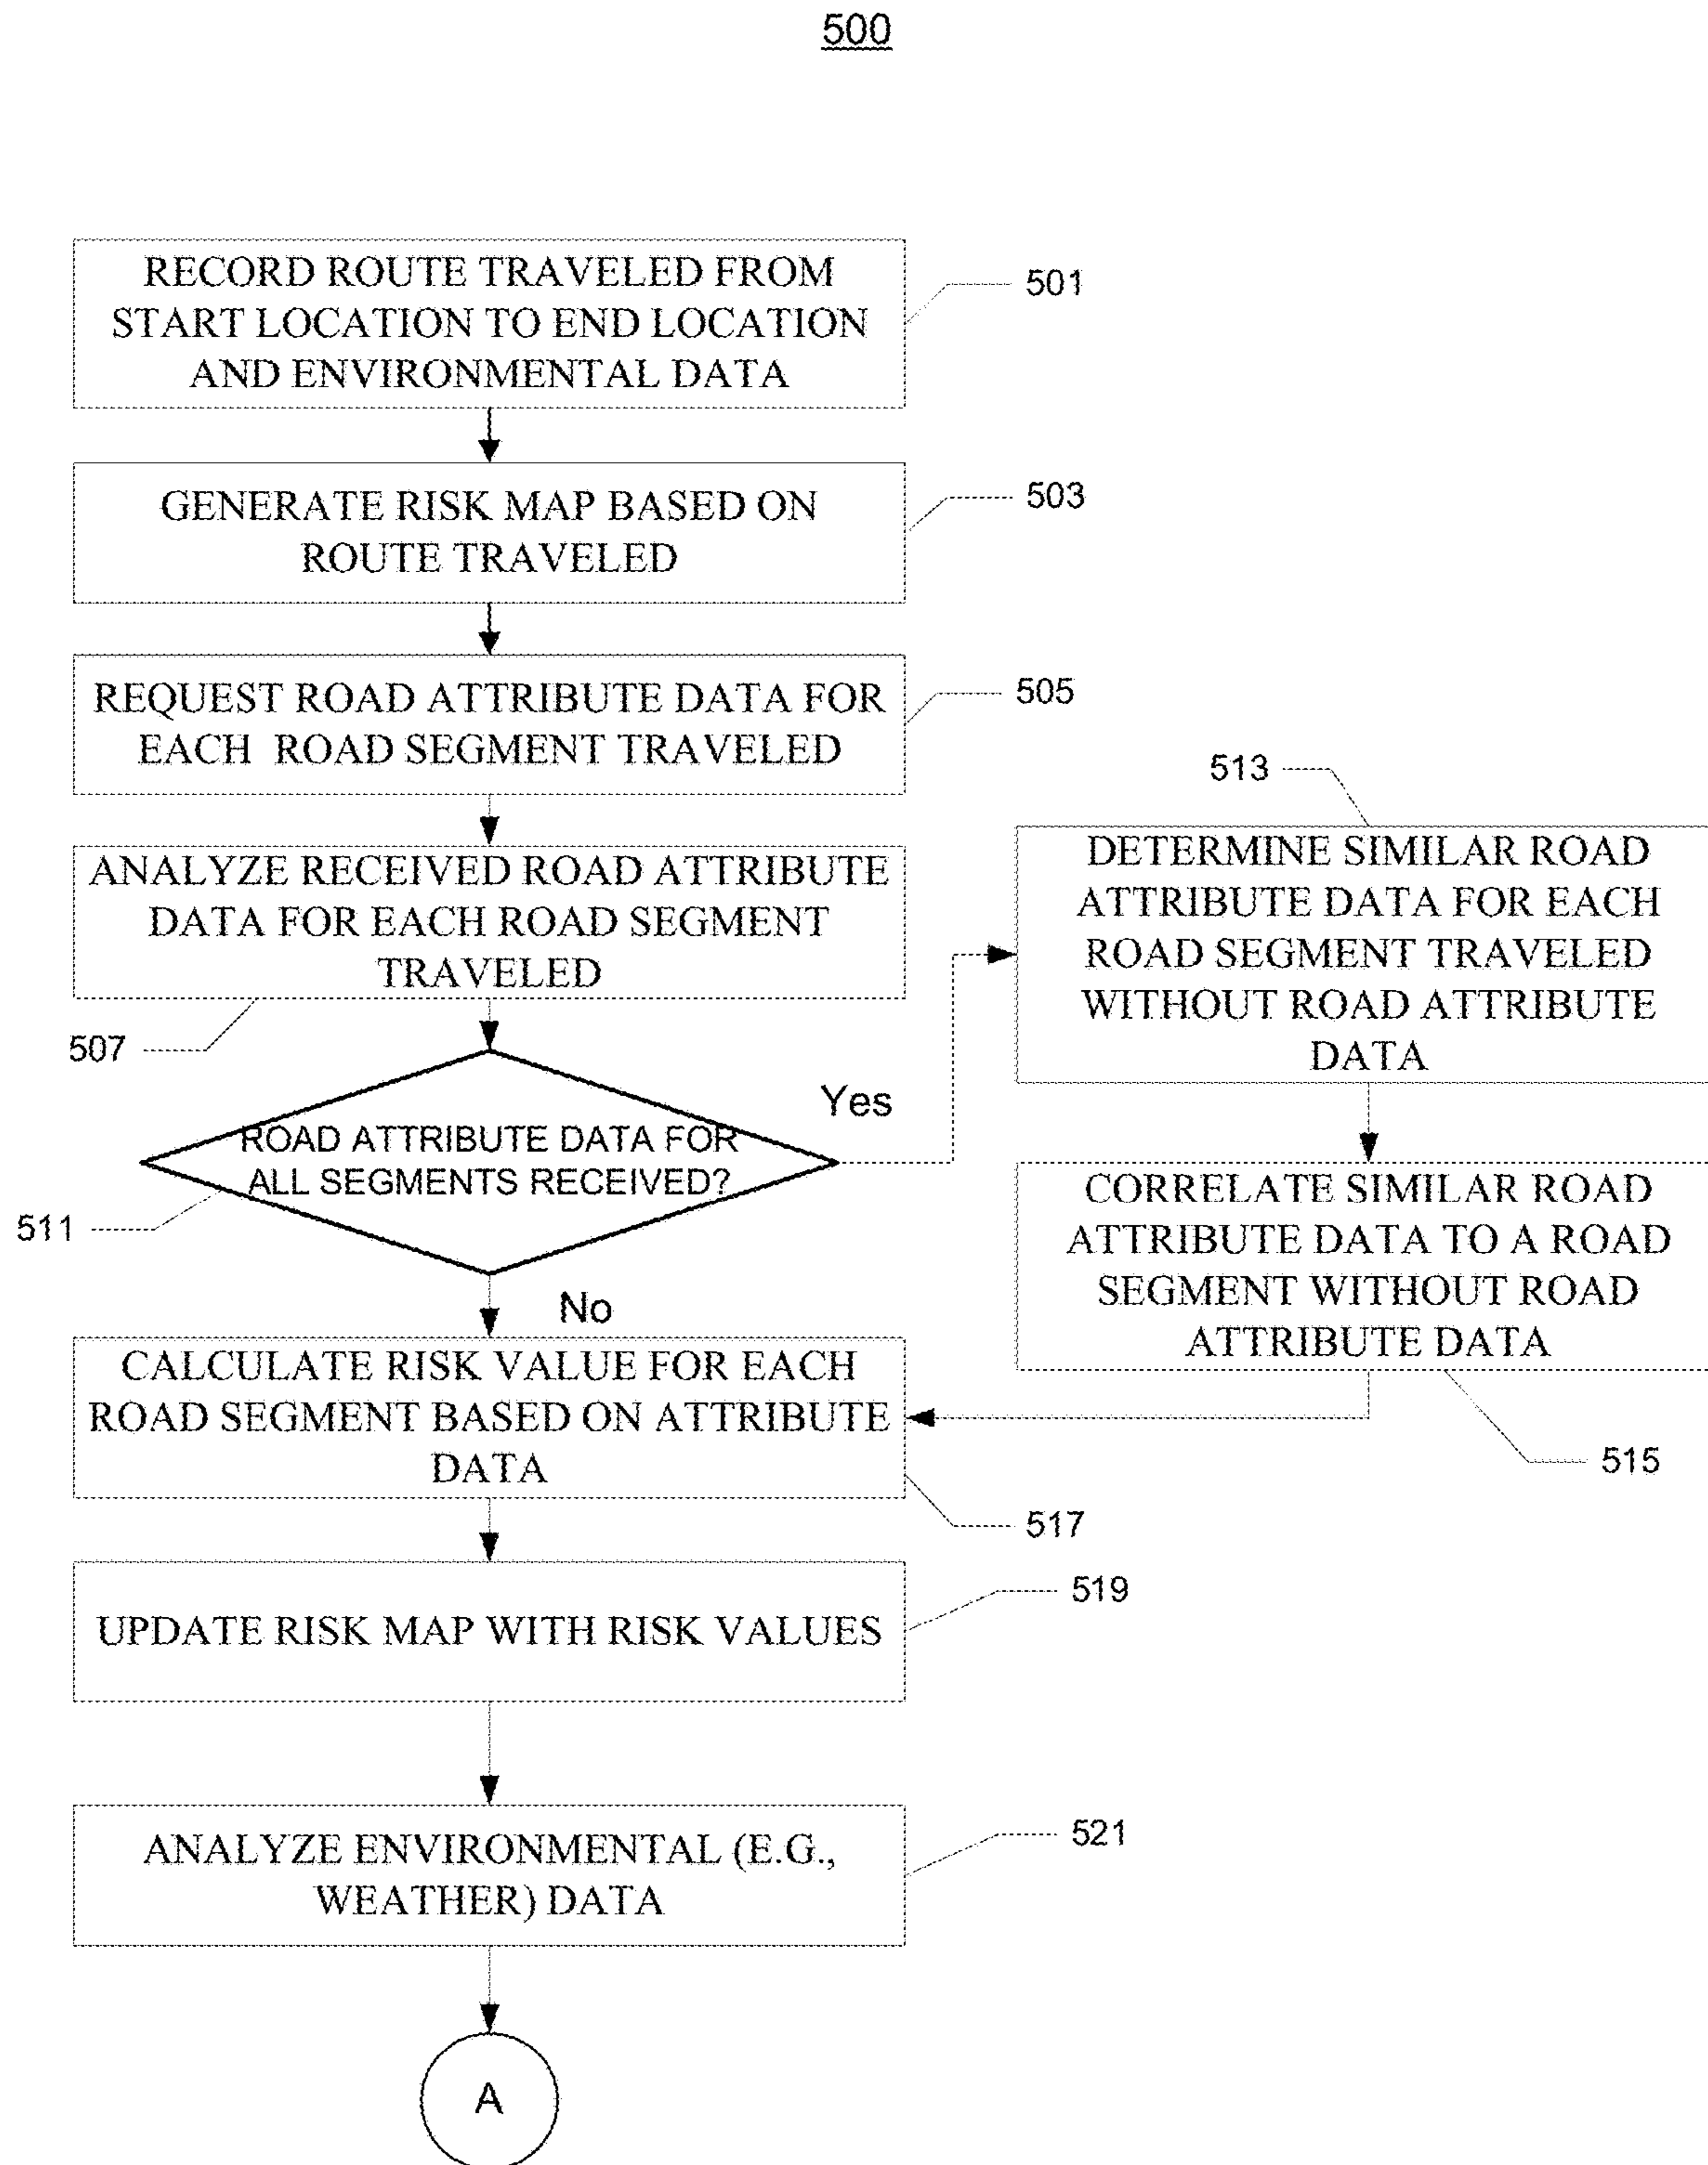 500
RECORD ROUTE TRAVELED FROM
START LOCATION TO END LOCATION
AND ENVIRONMENTAL DATA
501
GENERATE RISK MAP BASED ON
ROUTE TRAVELED
503
REQUEST ROAD ATTRIBUTE DATA FOR
EACH ROAD SEGMENT TRAVELED
505
ANALYZE RECEIVED ROAD ATTRIBUTE
DATA FOR EACH ROAD SEGMENT
TRAVELED
507
ROAD ATTRIBUTE DATA FOR
ALL SEGMENTS RECEIVED?
511
Yes
No
513
DETERMINE SIMILAR ROAD
ATTRIBUTE DATA FOR EACH
ROAD SEGMENT TRAVELED
WITHOUT ROAD ATTRIBUTE
DATA
CORRELATE SIMILAR ROAD
ATTRIBUTE DATA TO A ROAD
SEGMENT WITHOUT ROAD
ATTRIBUTE DATA
515
CALCULATE RISK VALUE FOR EACH
ROAD SEGMENT BASED ON ATTRIBUTE
DATA
517
UPDATE RISK MAP WITH RISK VALUES
519
ANALYZE ENVIRONMENTAL (E.G.,
WEATHER) DATA
521
A